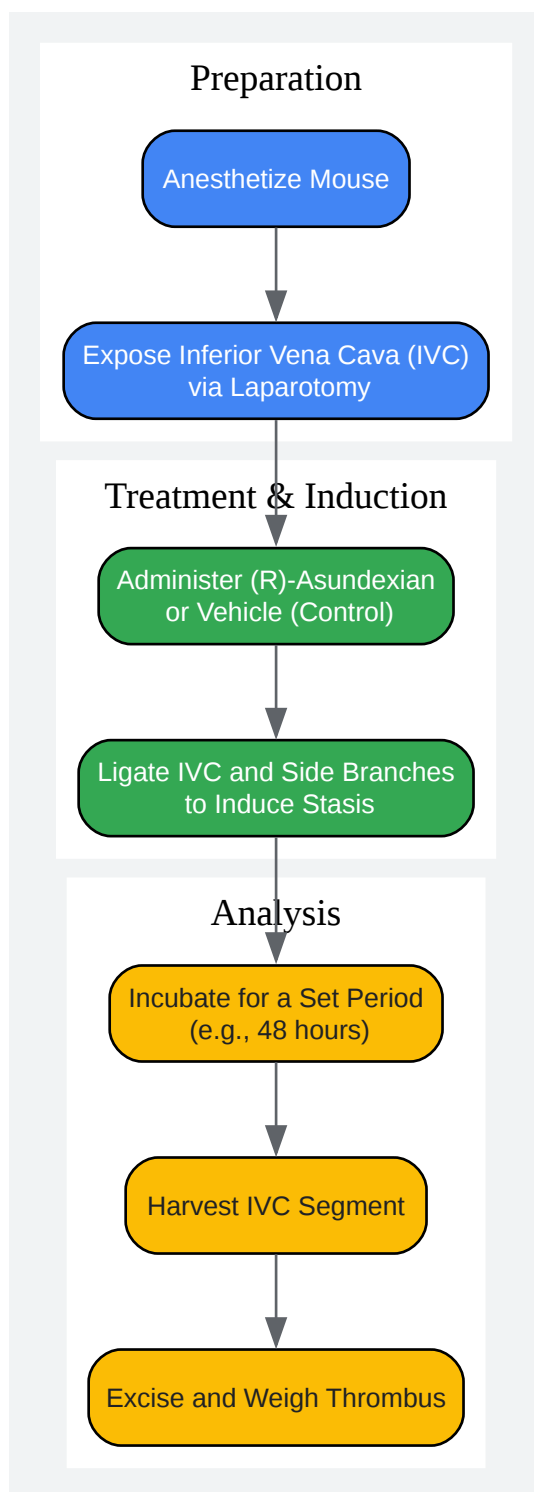 Preparation
Anesthetize Mouse
Expose Inferior Vena Cava (IVC)
via Laparotomy
Treatment & Induction
Administer (R)-Asundexian
or Vehicle (Control)
Ligate IVC and Side Branches
to Induce Stasis
Analysis
Incubate for a Set Period
(e.g., 48 hours)
Harvest IVC Segment
Excise and Weigh Thrombus